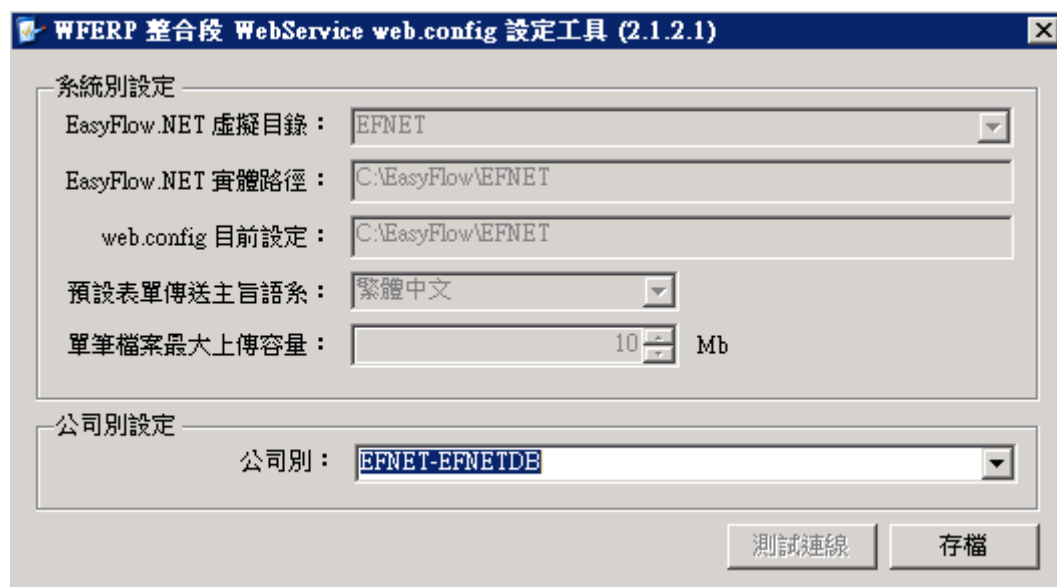 WFERP 整合段 WebService web.config 設定工具 (2.1.2.1)
系統別設定
EasyFlow.NET 虛擬目錄： EFNET
EasyFlow.NET 實體路徑： C:\EasyFlow\EFNET
web.config 目前設定： C:\EasyFlow\EFNET
預設表單傳送主旨語系： 繁體中文
單筆檔案最大上傳容量： 10 Mb
公司別設定
公司別： EFNET-EFNETDB
測試連線 存檔